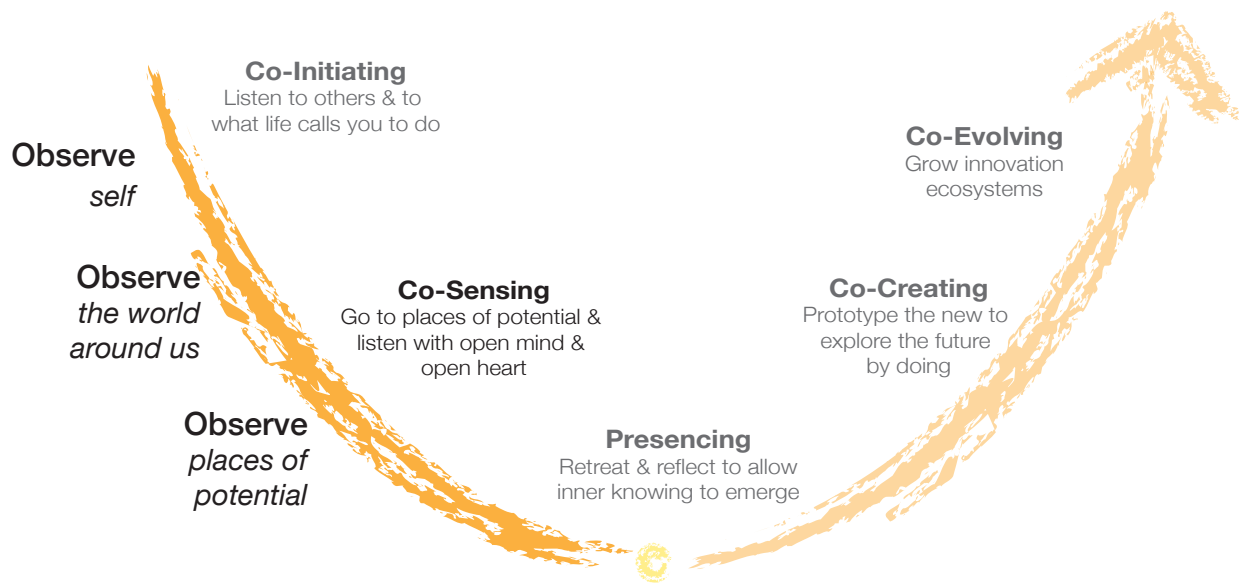 Co-Initiating
Listen to others & to
what life calls you to do
Observe
self
Observe
the world
around us
Observe
places of
potential
Co-Sensing
Go to places of potential &
listen with open mind &
open heart
Presencing
Retreat & reflect to allow
inner knowing to emerge
Co-Creating
Prototype the new to
explore the future
by doing
Co-Evolving
Grow innovation
ecosystems